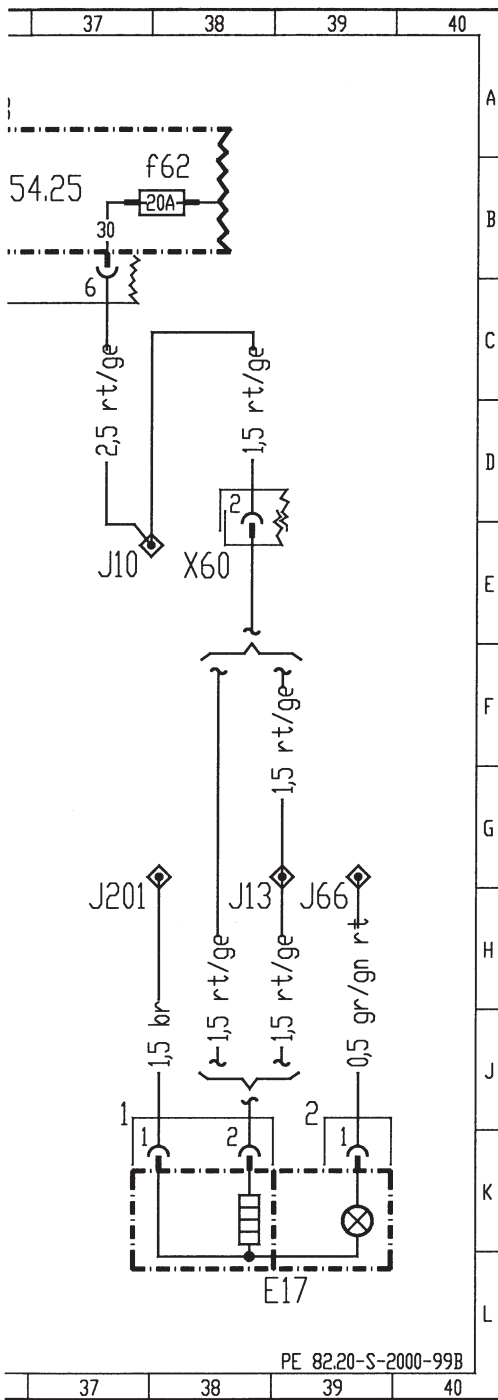 37 38 39 40
A
f62
54.25
20A
B
30
6
C
2,5 rt/ge
1,5 rt/ge
D
2
J10
X60
E
1,5 rt/ge
F
G
J201
J13
J66
1,5 br
1,5 rt/ge
1,5 rt/ge
0,5 gr/gn rt
H
J
1
2
1
2
1
K
E17
L
PE 82.20-S-2000-99B
37 38 39 40